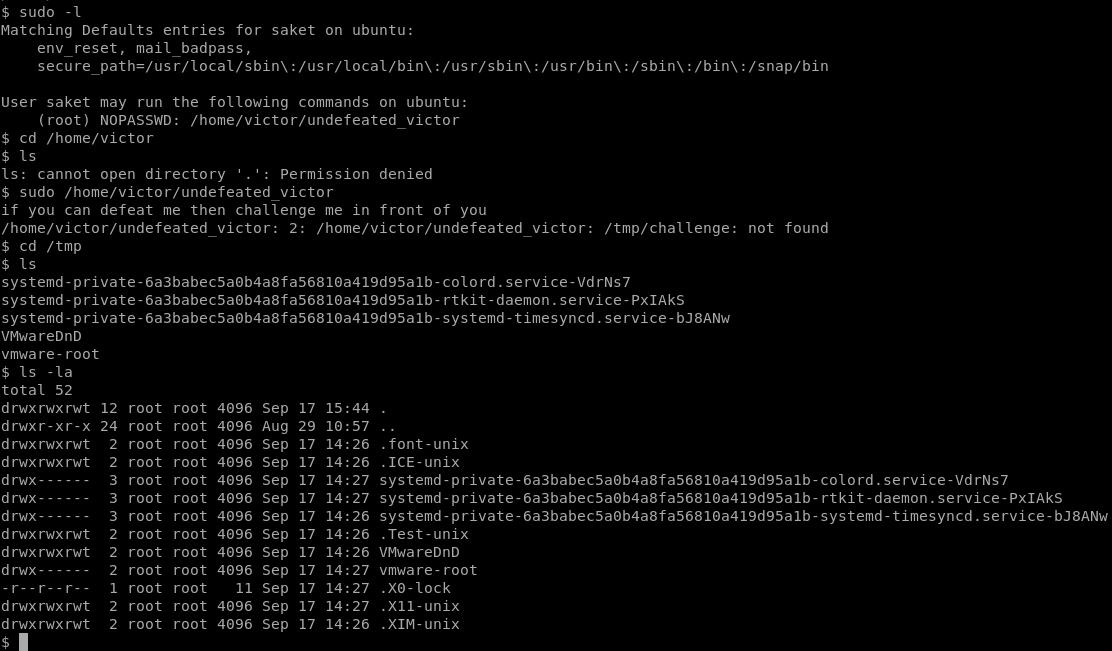 $ sudo -l
Matching Defaults entries for saket on ubuntu:
    env_reset, mail_badpass,
    secure_path=/usr/local/sbin\:/usr/local/bin\:/usr/sbin\:/usr/bin\:/sbin\:/bin\:/snap/bin

User saket may run the following commands on ubuntu:
    (root) NOPASSWD: /home/victor/undefeated_victor
$ cd /home/victor
$ ls
ls: cannot open directory '.': Permission denied
$ sudo /home/victor/undefeated_victor
if you can defeat me then challenge me in front of you
/home/victor/undefeated_victor: 2: /home/victor/undefeated_victor: /tmp/challenge: not found
$ cd /tmp
$ ls
systemd-private-6a3babec5a0b4a8fa56810a419d95a1b-colord.service-VdrNs7
systemd-private-6a3babec5a0b4a8fa56810a419d95a1b-rtkit-daemon.service-PxIAkS
systemd-private-6a3babec5a0b4a8fa56810a419d95a1b-systemd-timesyncd.service-bJ8ANw
VMwareDnD
vmware-root
$ ls -la
total 52
drwxrwxrwt 12 root root 4096 Sep 17 15:44 .
drwxr-xr-x 24 root root 4096 Aug 29 10:57 ..
drwxrwxrwt  2 root root 4096 Sep 17 14:26 .font-unix
drwxrwxrwt  2 root root 4096 Sep 17 14:26 .ICE-unix
drwx------  3 root root 4096 Sep 17 14:27 systemd-private-6a3babec5a0b4a8fa56810a419d95a1b-colord.service-VdrNs7
drwx------  3 root root 4096 Sep 17 14:27 systemd-private-6a3babec5a0b4a8fa56810a419d95a1b-rtkit-daemon.service-PxIAkS
drwx------  3 root root 4096 Sep 17 14:26 systemd-private-6a3babec5a0b4a8fa56810a419d95a1b-systemd-timesyncd.service-bJ8ANw
drwxrwxrwt  2 root root 4096 Sep 17 14:26 .Test-unix
drwxrwxrwt  2 root root 4096 Sep 17 14:26 VMwareDnD
drwx------  2 root root 4096 Sep 17 14:27 vmware-root
-r--r--r--  1 root root   11 Sep 17 14:27 .X0-lock
drwxrwxrwt  2 root root 4096 Sep 17 14:27 .X11-unix
drwxrwxrwt  2 root root 4096 Sep 17 14:26 .XIM-unix
$